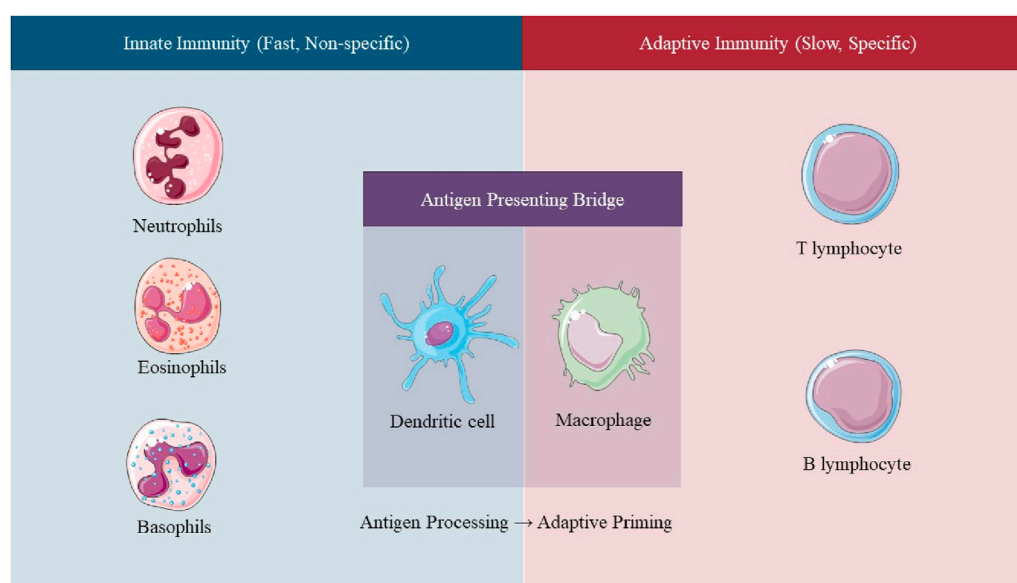 Innate Immunity (Fast, Non-specific)
Adaptive Immunity (Slow, Specific)
Neutrophils
Eosinophils
Basophils
Antigen Presenting Bridge
Dendritic cell
Macrophage
Antigen Processing → Adaptive Priming
T lymphocyte
B lymphocyte